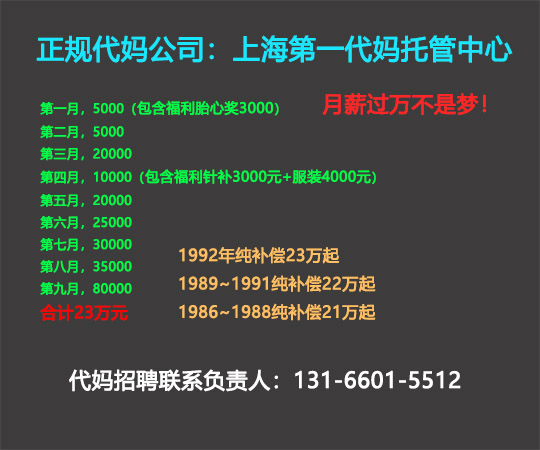 正规代妈公司：上海第一代妈托管中心
月薪过万不是梦！
第一月，5000（包含福利胎心奖3000）
第二月，5000
第三月，20000
第四月，10000（包含福利针补3000元+服装4000元）
第五月，20000
第六月，25000
第七月，30000
第八月，35000
第九月，80000
合计23万元
1992年纯补偿23万起
1989~1991纯补偿22万起
1986~1988纯补偿21万起
代妈招聘联系负责人：131-6601-5512